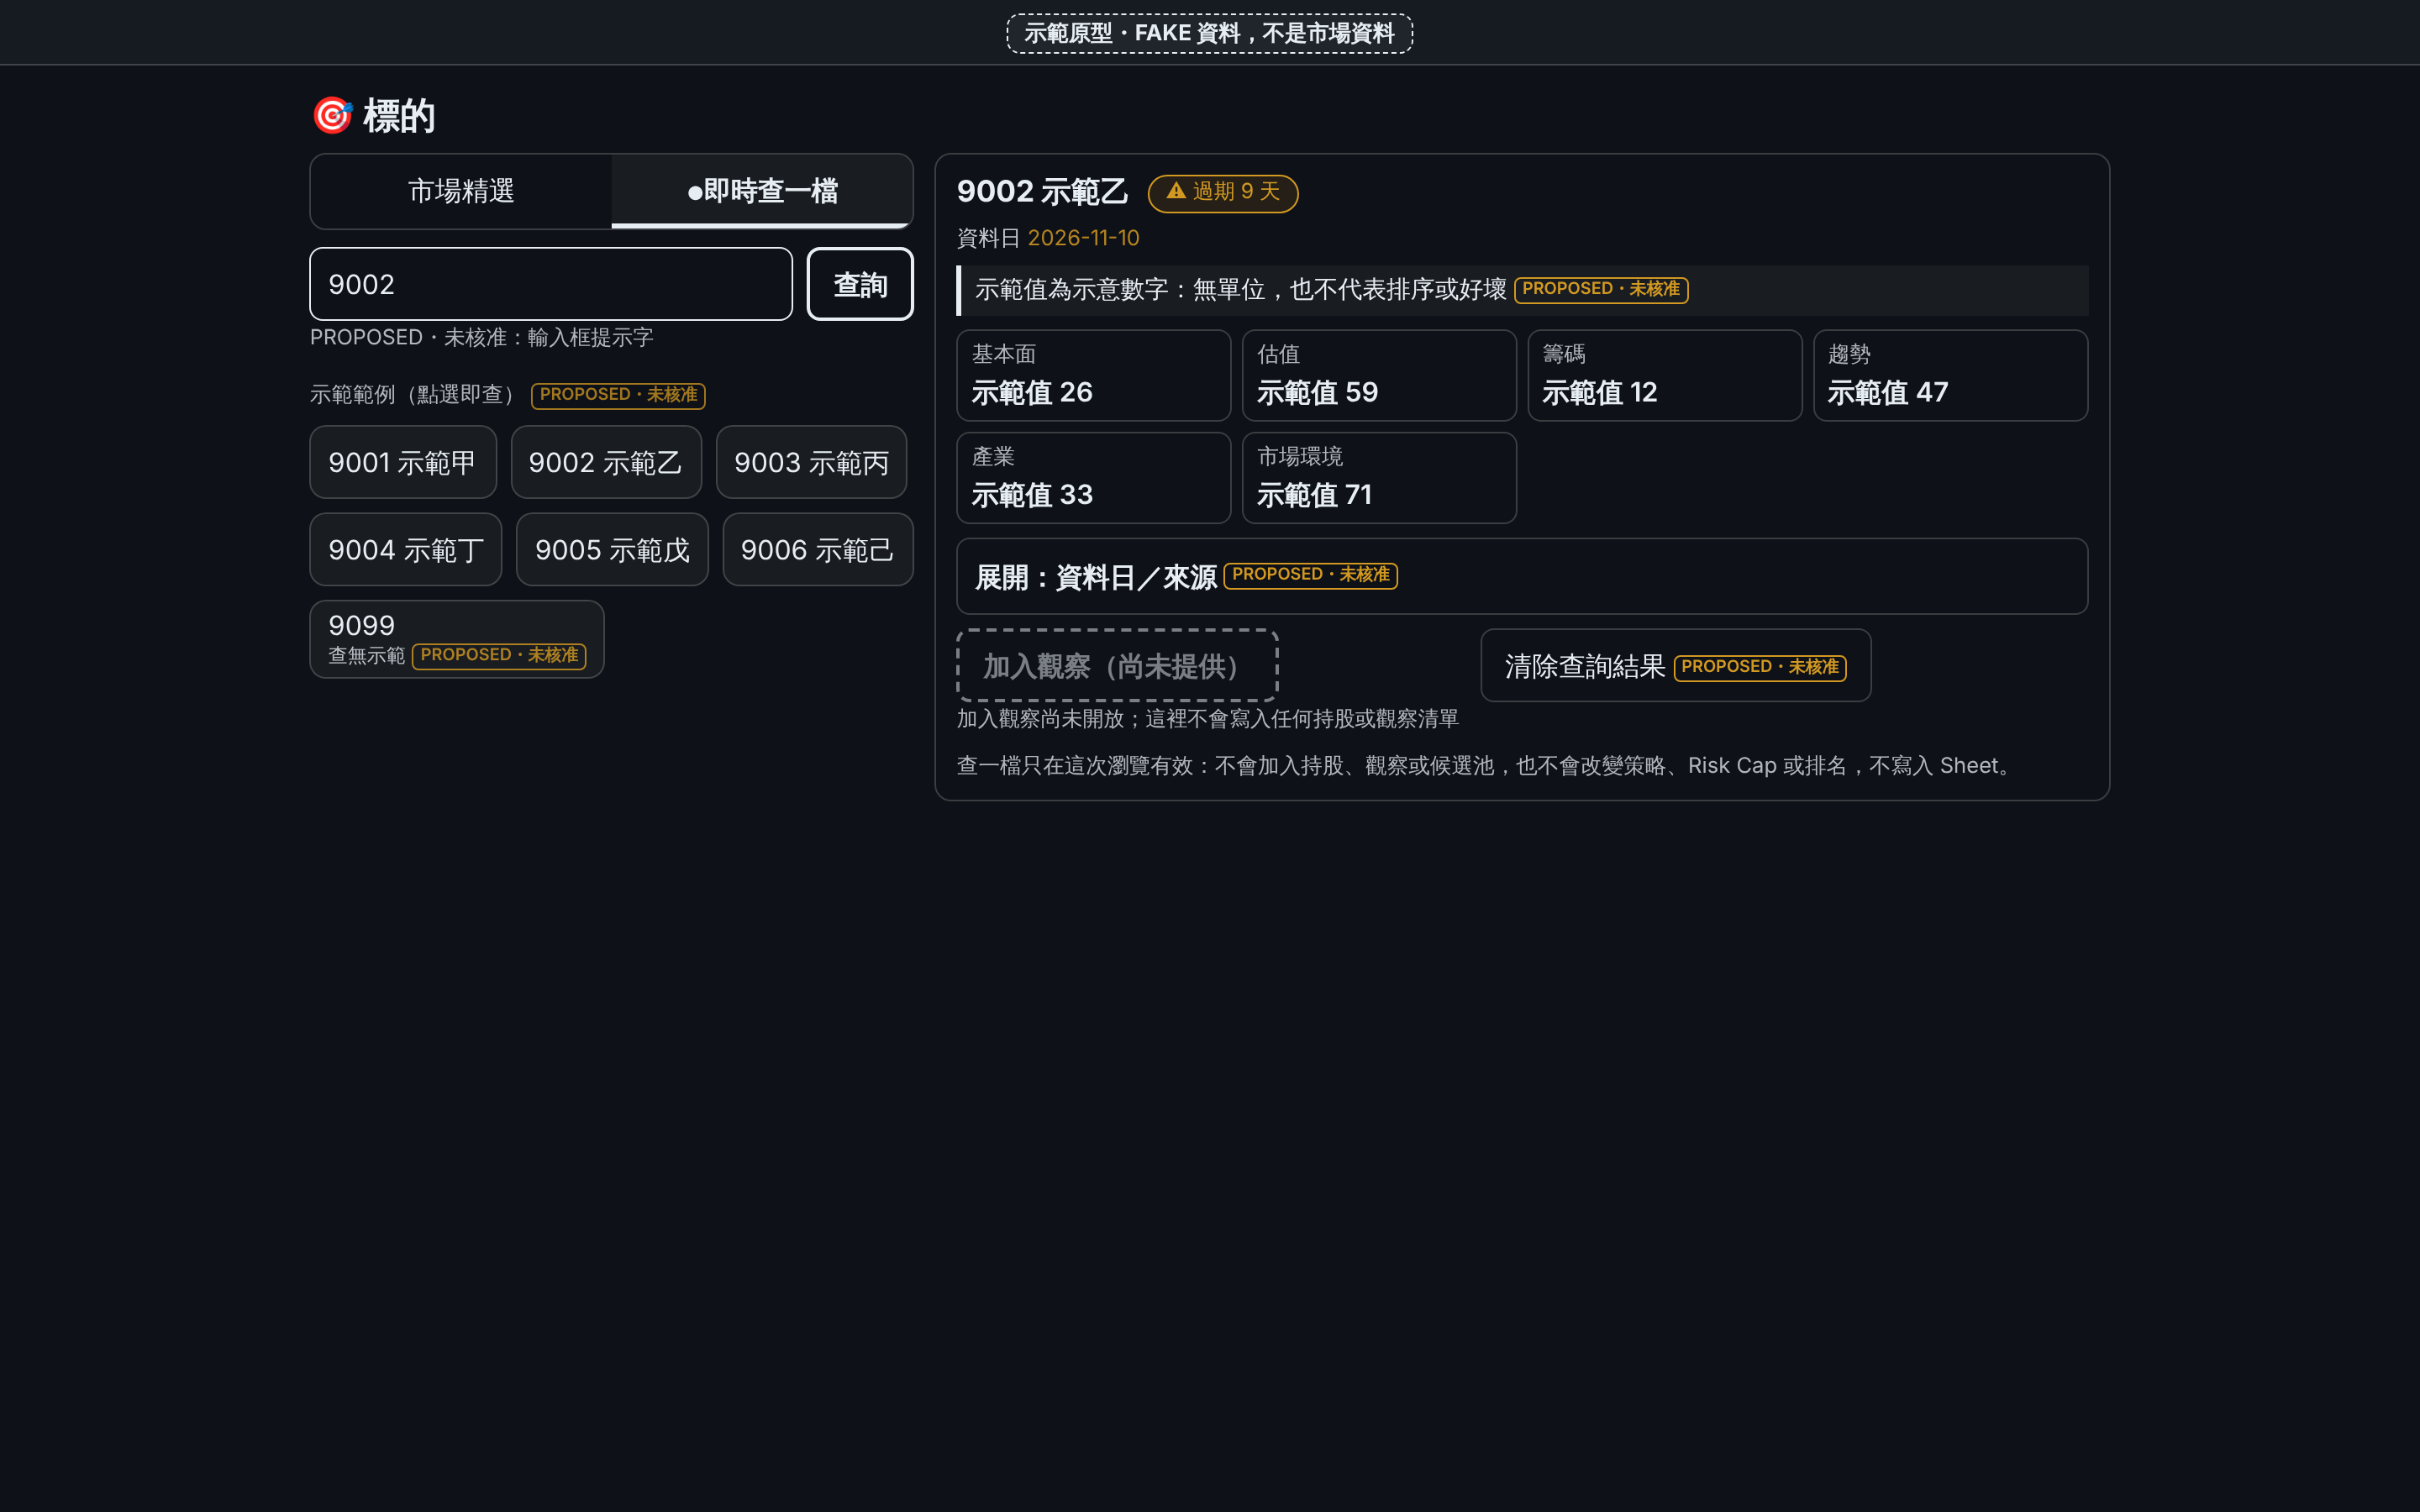 示範原型・FAKE 資料，不是市場資料
🎯 標的
市場精選
●即時查一檔
9002
查詢
PROPOSED・未核准：輸入框提示字
示範範例（點選即查） PROPOSED・未核准
9001 示範甲
9002 示範乙
9003 示範丙
9004 示範丁
9005 示範戊
9006 示範己
9099
查無示範 PROPOSED・未核准
9002 示範乙 ⚠ 過期 9 天
資料日 2026-11-10
示範值為示意數字：無單位，也不代表排序或好壞 PROPOSED・未核准
基本面
示範值 26
估值
示範值 59
籌碼
示範值 12
趨勢
示範值 47
產業
示範值 33
市場環境
示範值 71
展開：資料日／來源 PROPOSED・未核准
加入觀察（尚未提供）
清除查詢結果 PROPOSED・未核准
加入觀察尚未開放；這裡不會寫入任何持股或觀察清單
查一檔只在這次瀏覽有效：不會加入持股、觀察或候選池，也不會改變策略、Risk Cap 或排名，不寫入 Sheet。